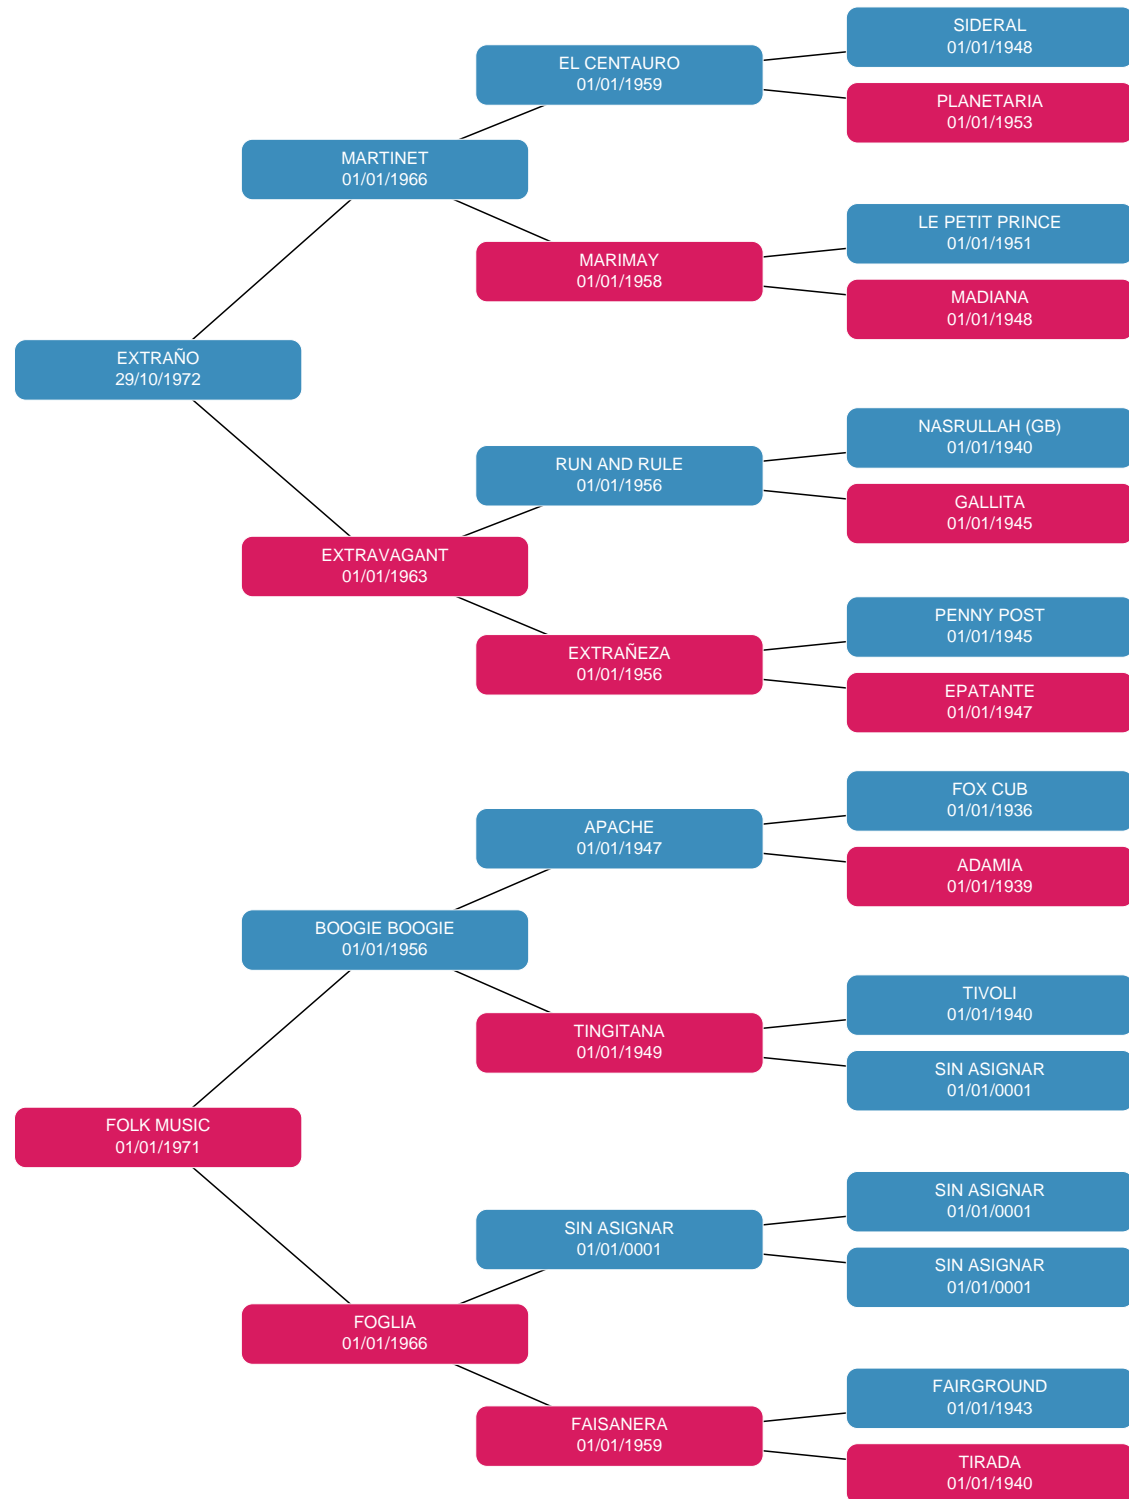 SIDERAL
01/01/1948
EL CENTAURO
01/01/1959
PLANETARIA
01/01/1953
MARTINET
01/01/1966
LE PETIT PRINCE
01/01/1951
MARIMAY
01/01/1958
MADIANA
01/01/1948
EXTRAÑO
29/10/1972
NASRULLAH (GB)
01/01/1940
RUN AND RULE
01/01/1956
GALLITA
01/01/1945
EXTRAVAGANT
01/01/1963
PENNY POST
01/01/1945
EXTRAÑEZA
01/01/1956
EPATANTE
01/01/1947
FOX CUB
01/01/1936
APACHE
01/01/1947
ADAMIA
01/01/1939
BOOGIE BOOGIE
01/01/1956
TIVOLI
01/01/1940
TINGITANA
01/01/1949
SIN ASIGNAR
01/01/0001
FOLK MUSIC
01/01/1971
SIN ASIGNAR
01/01/0001
SIN ASIGNAR
01/01/0001
SIN ASIGNAR
01/01/0001
FOGLIA
01/01/1966
FAIRGROUND
01/01/1943
FAISANERA
01/01/1959
TIRADA
01/01/1940